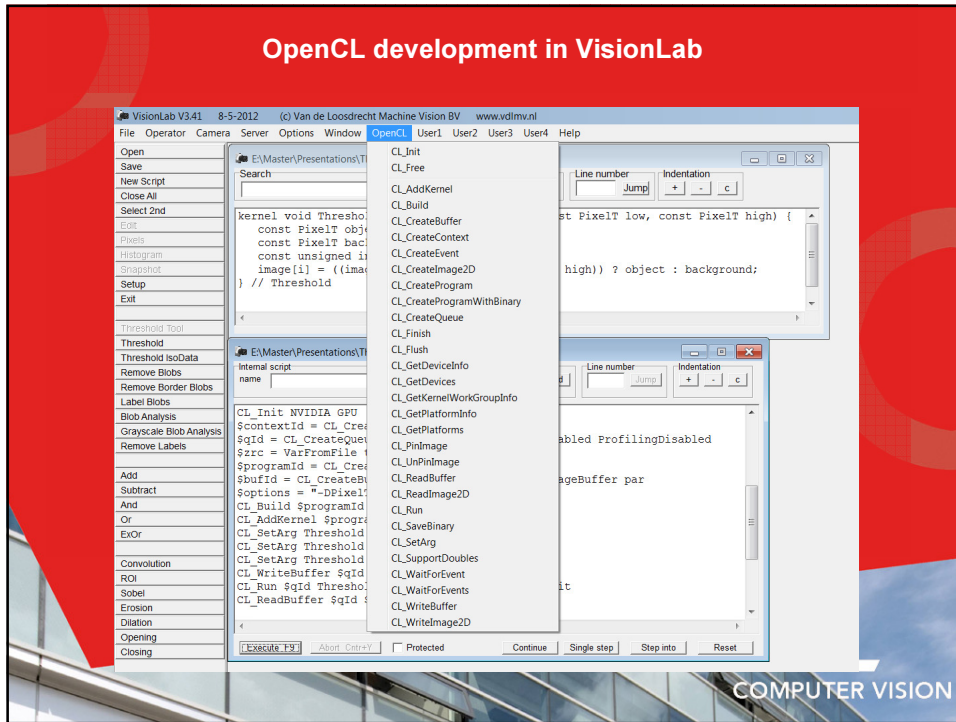 OpenCL development in VisionLab
VisionLab V3.41 8-5-2012 (c) Van de Loosdrecht Machine Vision BV www.vdlmv.nl
File Operator Camera Server Options Window OpenCL User1 User2 User3 User4 Help
Open
Save
New Script
Close All
Select 2nd
Edit
Pixels
Histogram
Snapshot
Setup
Exit
Threshold Tool
Threshold
Threshold IsoData
Remove Blobs
Remove Border Blobs
Label Blobs
Blob Analysis
Grayscale Blob Analysis
Remove Labels
Add
Subtract
And
Or
ExOr
Convolution
ROI
Sobel
Erosion
Dilation
Opening
Closing
CL_Init
CL_Free
CL_AddKernel
CL_Build
CL_CreateBuffer
CL_CreateContext
CL_CreateEvent
CL_CreateImage2D
CL_CreateProgram
CL_CreateProgramWithBinary
CL_CreateQueue
CL_Finish
CL_Flush
CL_GetDeviceInfo
CL_GetDevices
CL_GetKernelWorkGroupInfo
CL_GetPlatformInfo
CL_GetPlatforms
CL_PinImage
CL_UnPinImage
CL_ReadBuffer
CL_ReadImage2D
CL_Run
CL_SaveBinary
CL_SetArg
CL_SupportDoubles
CL_WaitForEvent
CL_WaitForEvents
CL_WriteBuffer
CL_WriteImage2D
E:\Master\Presentations\T
Search Line number Indentation
Jump + - c
kernel void Threshol st PixelT low, const PixelT high) {
const PixelT obje
const PixelT bac
const unsigned in
image[i] = ((imag high)) ? object : background;
} // Threshold
E:\Master\Presentations\T
Internal script Line number Indentation
name d Jump + - c
CL_Init NVIDIA GPU
$contextId = CL_Crea
$qId = CL_CreateQueu abled ProfilingDisabled
$zrc = VarFromFile
$programId = CL_Crea
$bufId = CL_CreateBu ageBuffer par
$options = "-DPixelT
CL_Build $programId
CL_AddKernel $progra
CL_SetArg Threshold
CL_SetArg Threshold
CL_SetArg Threshold
CL_WriteBuffer $qId
CL_Run $qId Threshol it
CL_ReadBuffer $qId
Execute F9 Abort Cntr+Y Protected Continue Single step Step into Reset
COMPUTER VISION